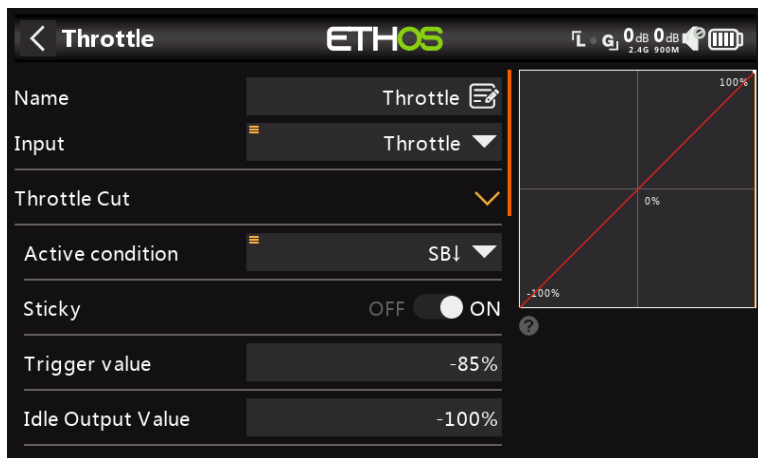 Throttle ETHOS L G 0dB 0dB
2.4G 900M
Name Throttle
Input Throttle
Throttle Cut
Active condition SB↓
Sticky OFF ON
Trigger value -85%
Idle Output Value -100%
100%
0%
-100%
?